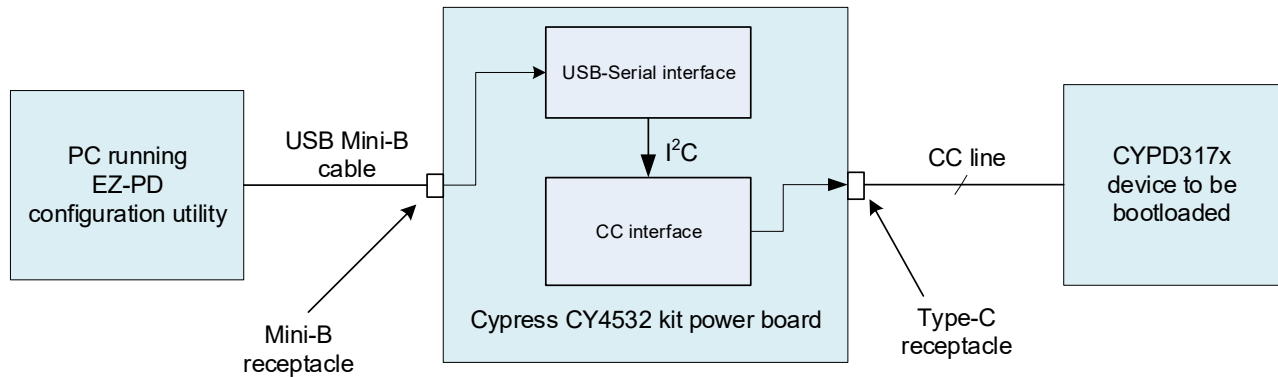 PC running
EZ-PD
configuration utility
USB Mini-B
cable
Mini-B
receptacle
USB-Serial interface
I²C
CC interface
Cypress CY4532 kit power board
CC line
Type-C
receptacle
CYPD317x
device to be
bootloaded